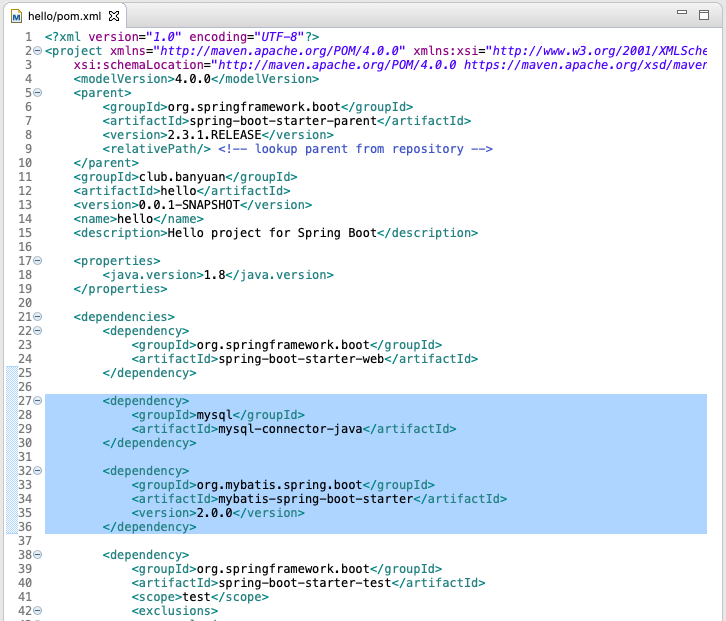 hello/pom.xml
1 <?xml version="1.0" encoding="UTF-8"?>
2 <project xmlns="http://maven.apache.org/POM/4.0.0" xmlns:xsi="http://www.w3.org/2001/XMLSche
3     xsi:schemaLocation="http://maven.apache.org/POM/4.0.0 https://maven.apache.org/xsd/maven
4     <modelVersion>4.0.0</modelVersion>
5     <parent>
6         <groupId>org.springframework.boot</groupId>
7         <artifactId>spring-boot-starter-parent</artifactId>
8         <version>2.3.1.RELEASE</version>
9         <relativePath/> <!-- lookup parent from repository -->
10     </parent>
11     <groupId>club.banyuan</groupId>
12     <artifactId>hello</artifactId>
13     <version>0.0.1-SNAPSHOT</version>
14     <name>hello</name>
15     <description>Hello project for Spring Boot</description>
16
17     <properties>
18         <java.version>1.8</java.version>
19     </properties>
20
21     <dependencies>
22         <dependency>
23             <groupId>org.springframework.boot</groupId>
24             <artifactId>spring-boot-starter-web</artifactId>
25         </dependency>
26
27         <dependency>
28             <groupId>mysql</groupId>
29             <artifactId>mysql-connector-java</artifactId>
30         </dependency>
31
32         <dependency>
33             <groupId>org.mybatis.spring.boot</groupId>
34             <artifactId>mybatis-spring-boot-starter</artifactId>
35             <version>2.0.0</version>
36         </dependency>
37
38         <dependency>
39             <groupId>org.springframework.boot</groupId>
40             <artifactId>spring-boot-starter-test</artifactId>
41             <scope>test</scope>
42             <exclusions>